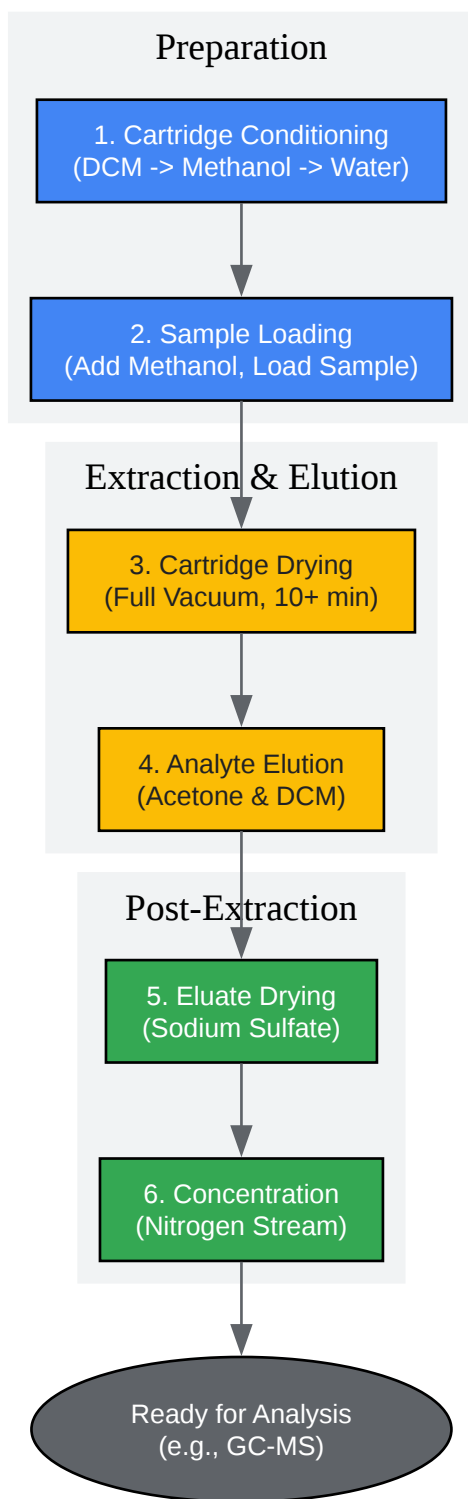 Preparation
1. Cartridge Conditioning
(DCM -> Methanol -> Water)
2. Sample Loading
(Add Methanol, Load Sample)
Extraction & Elution
3. Cartridge Drying
(Full Vacuum, 10+ min)
4. Analyte Elution
(Acetone & DCM)
Post-Extraction
5. Eluate Drying
(Sodium Sulfate)
6. Concentration
(Nitrogen Stream)
Ready for Analysis
(e.g., GC-MS)